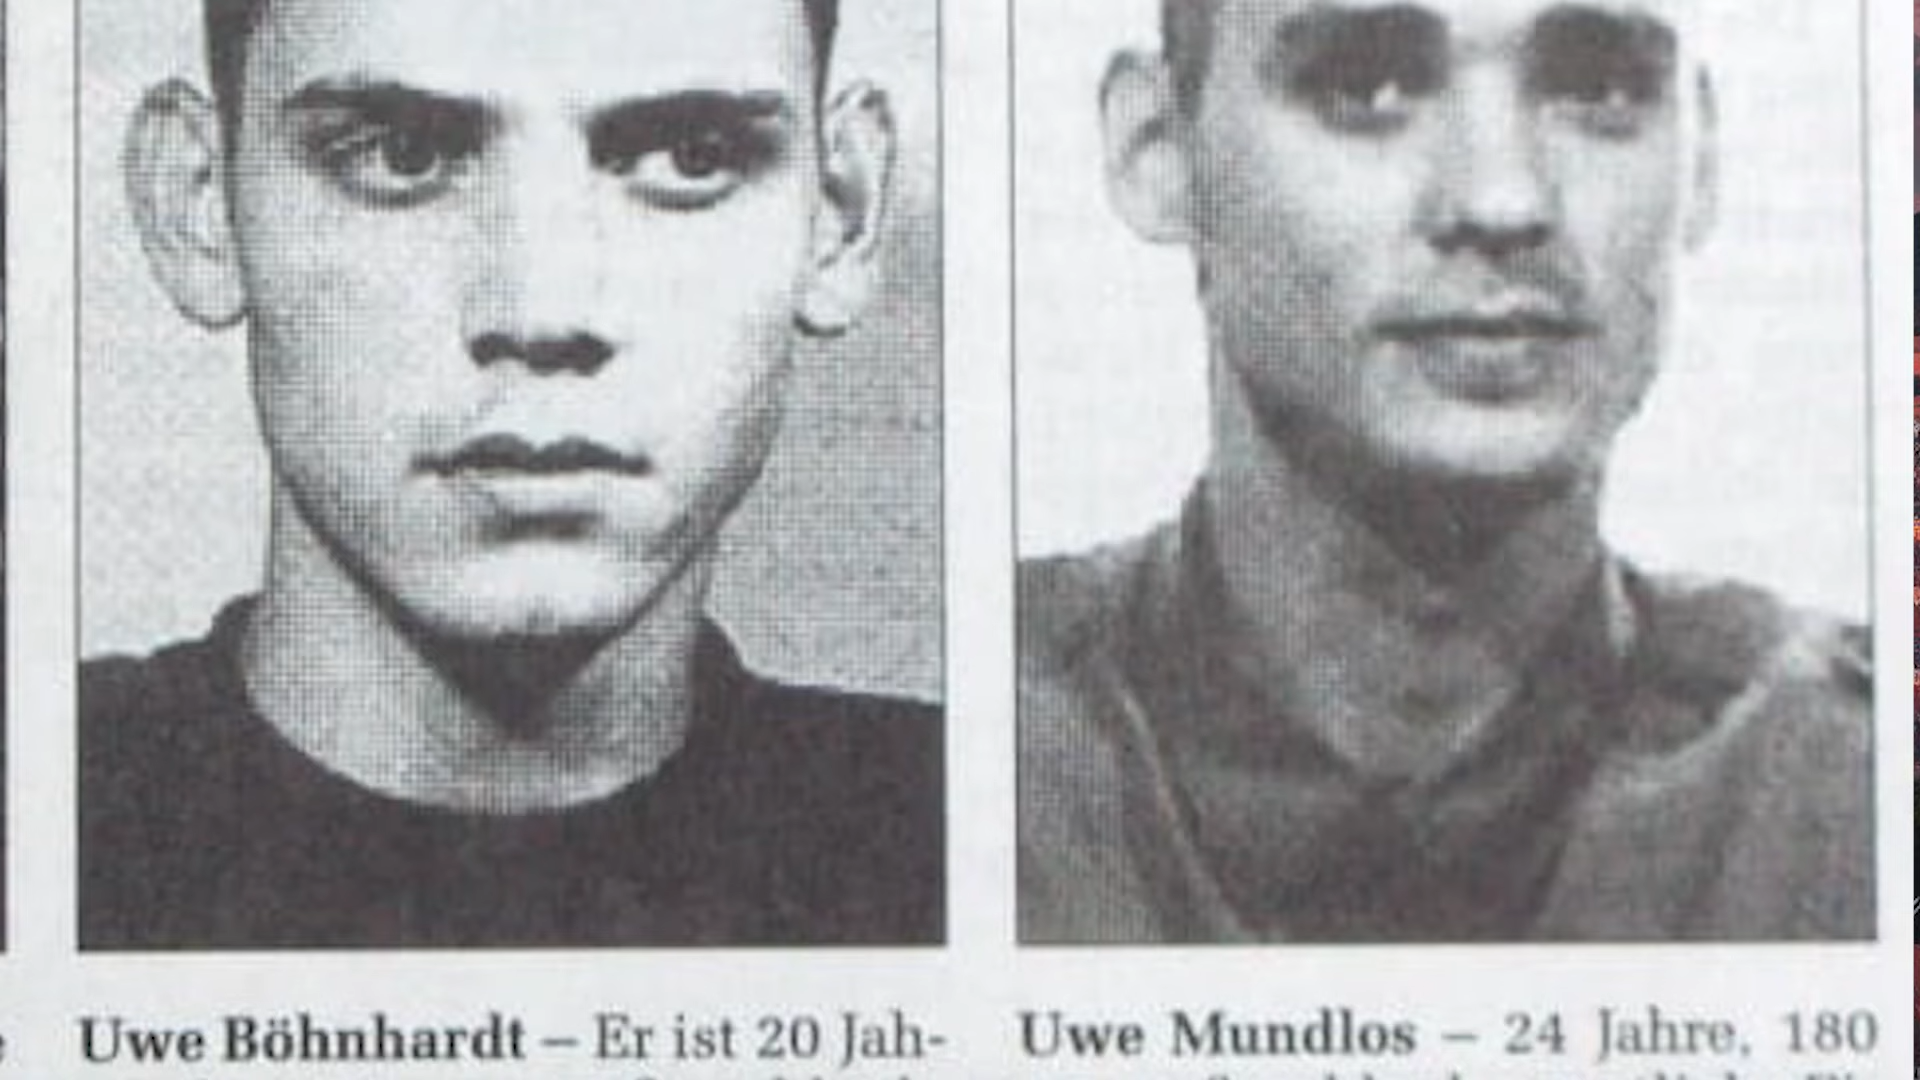 Uwe Böhnhardt – Er ist 20 Jah-
Uwe Mundlos – 24 Jahre, 180